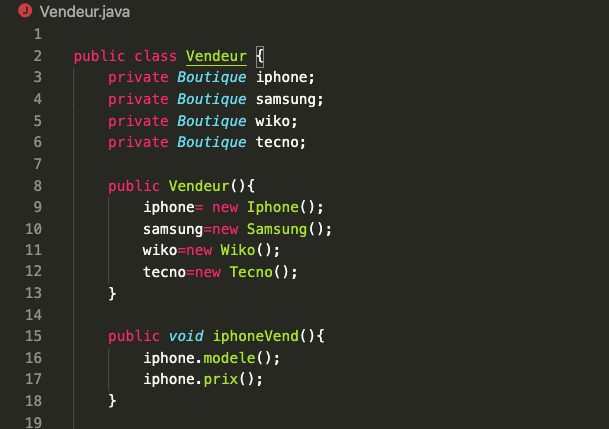 J Vendeur.java
1
2 public class Vendeur {
3 private Boutique iphone;
4 private Boutique samsung;
5 private Boutique wiko;
6 private Boutique tecno;
7
8 public Vendeur(){
9 iphone= new Iphone();
10 samsung=new Samsung();
11 wiko=new Wiko();
12 tecno=new Tecno();
13 }
14
15 public void iphoneVend(){
16 iphone.modele();
17 iphone.prix();
18 }
19